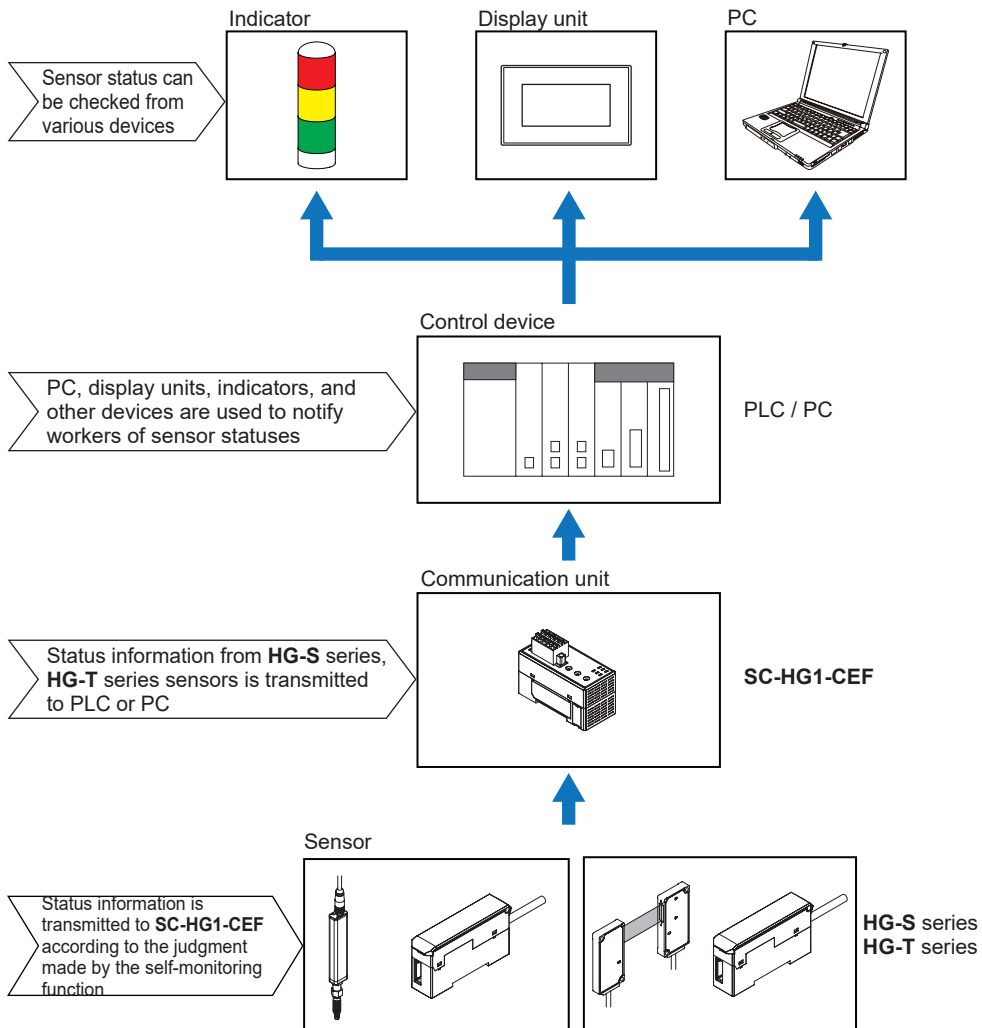 Indicator
Display unit
PC
Sensor status can
be checked from
various devices
Control device
PC, display units, indicators, and
other devices are used to notify
workers of sensor statuses
PLC / PC
Communication unit
Status information from HG-S series,
HG-T series sensors is transmitted
to PLC or PC
SC-HG1-CEF
Sensor
Status information is
transmitted to SC-HG1-CEF
according to the judgment
made by the self-monitoring
function
HG-S series
HG-T series